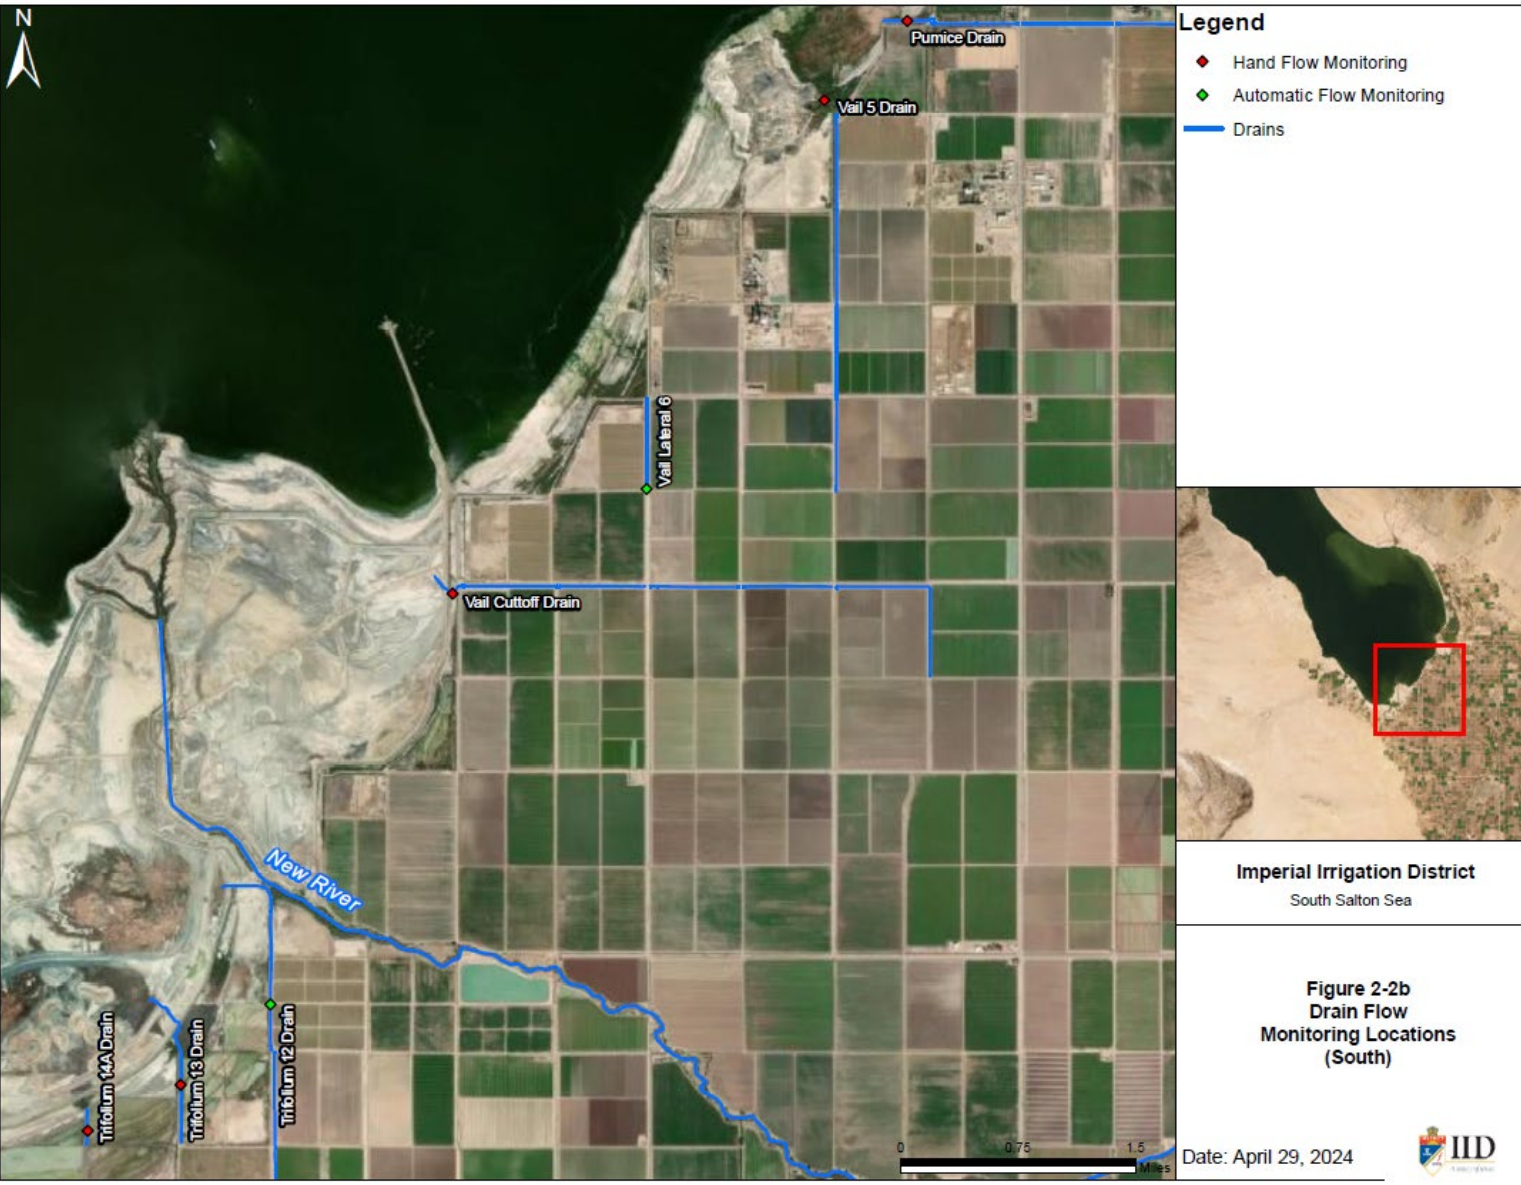 N
Pumice Drain
Vail 5 Drain
Vail Lateral 6
Vail Cuttoff Drain
New River
Trifolium 14A Drain
Trifolium 13 Drain
Trifolium 12 Drain
0 0.75 1.5
Miles
Legend
Hand Flow Monitoring
Automatic Flow Monitoring
Drains
Imperial Irrigation District
South Salton Sea
Figure 2-2b
Drain Flow
Monitoring Locations
(South)
Date: April 29, 2024
IID